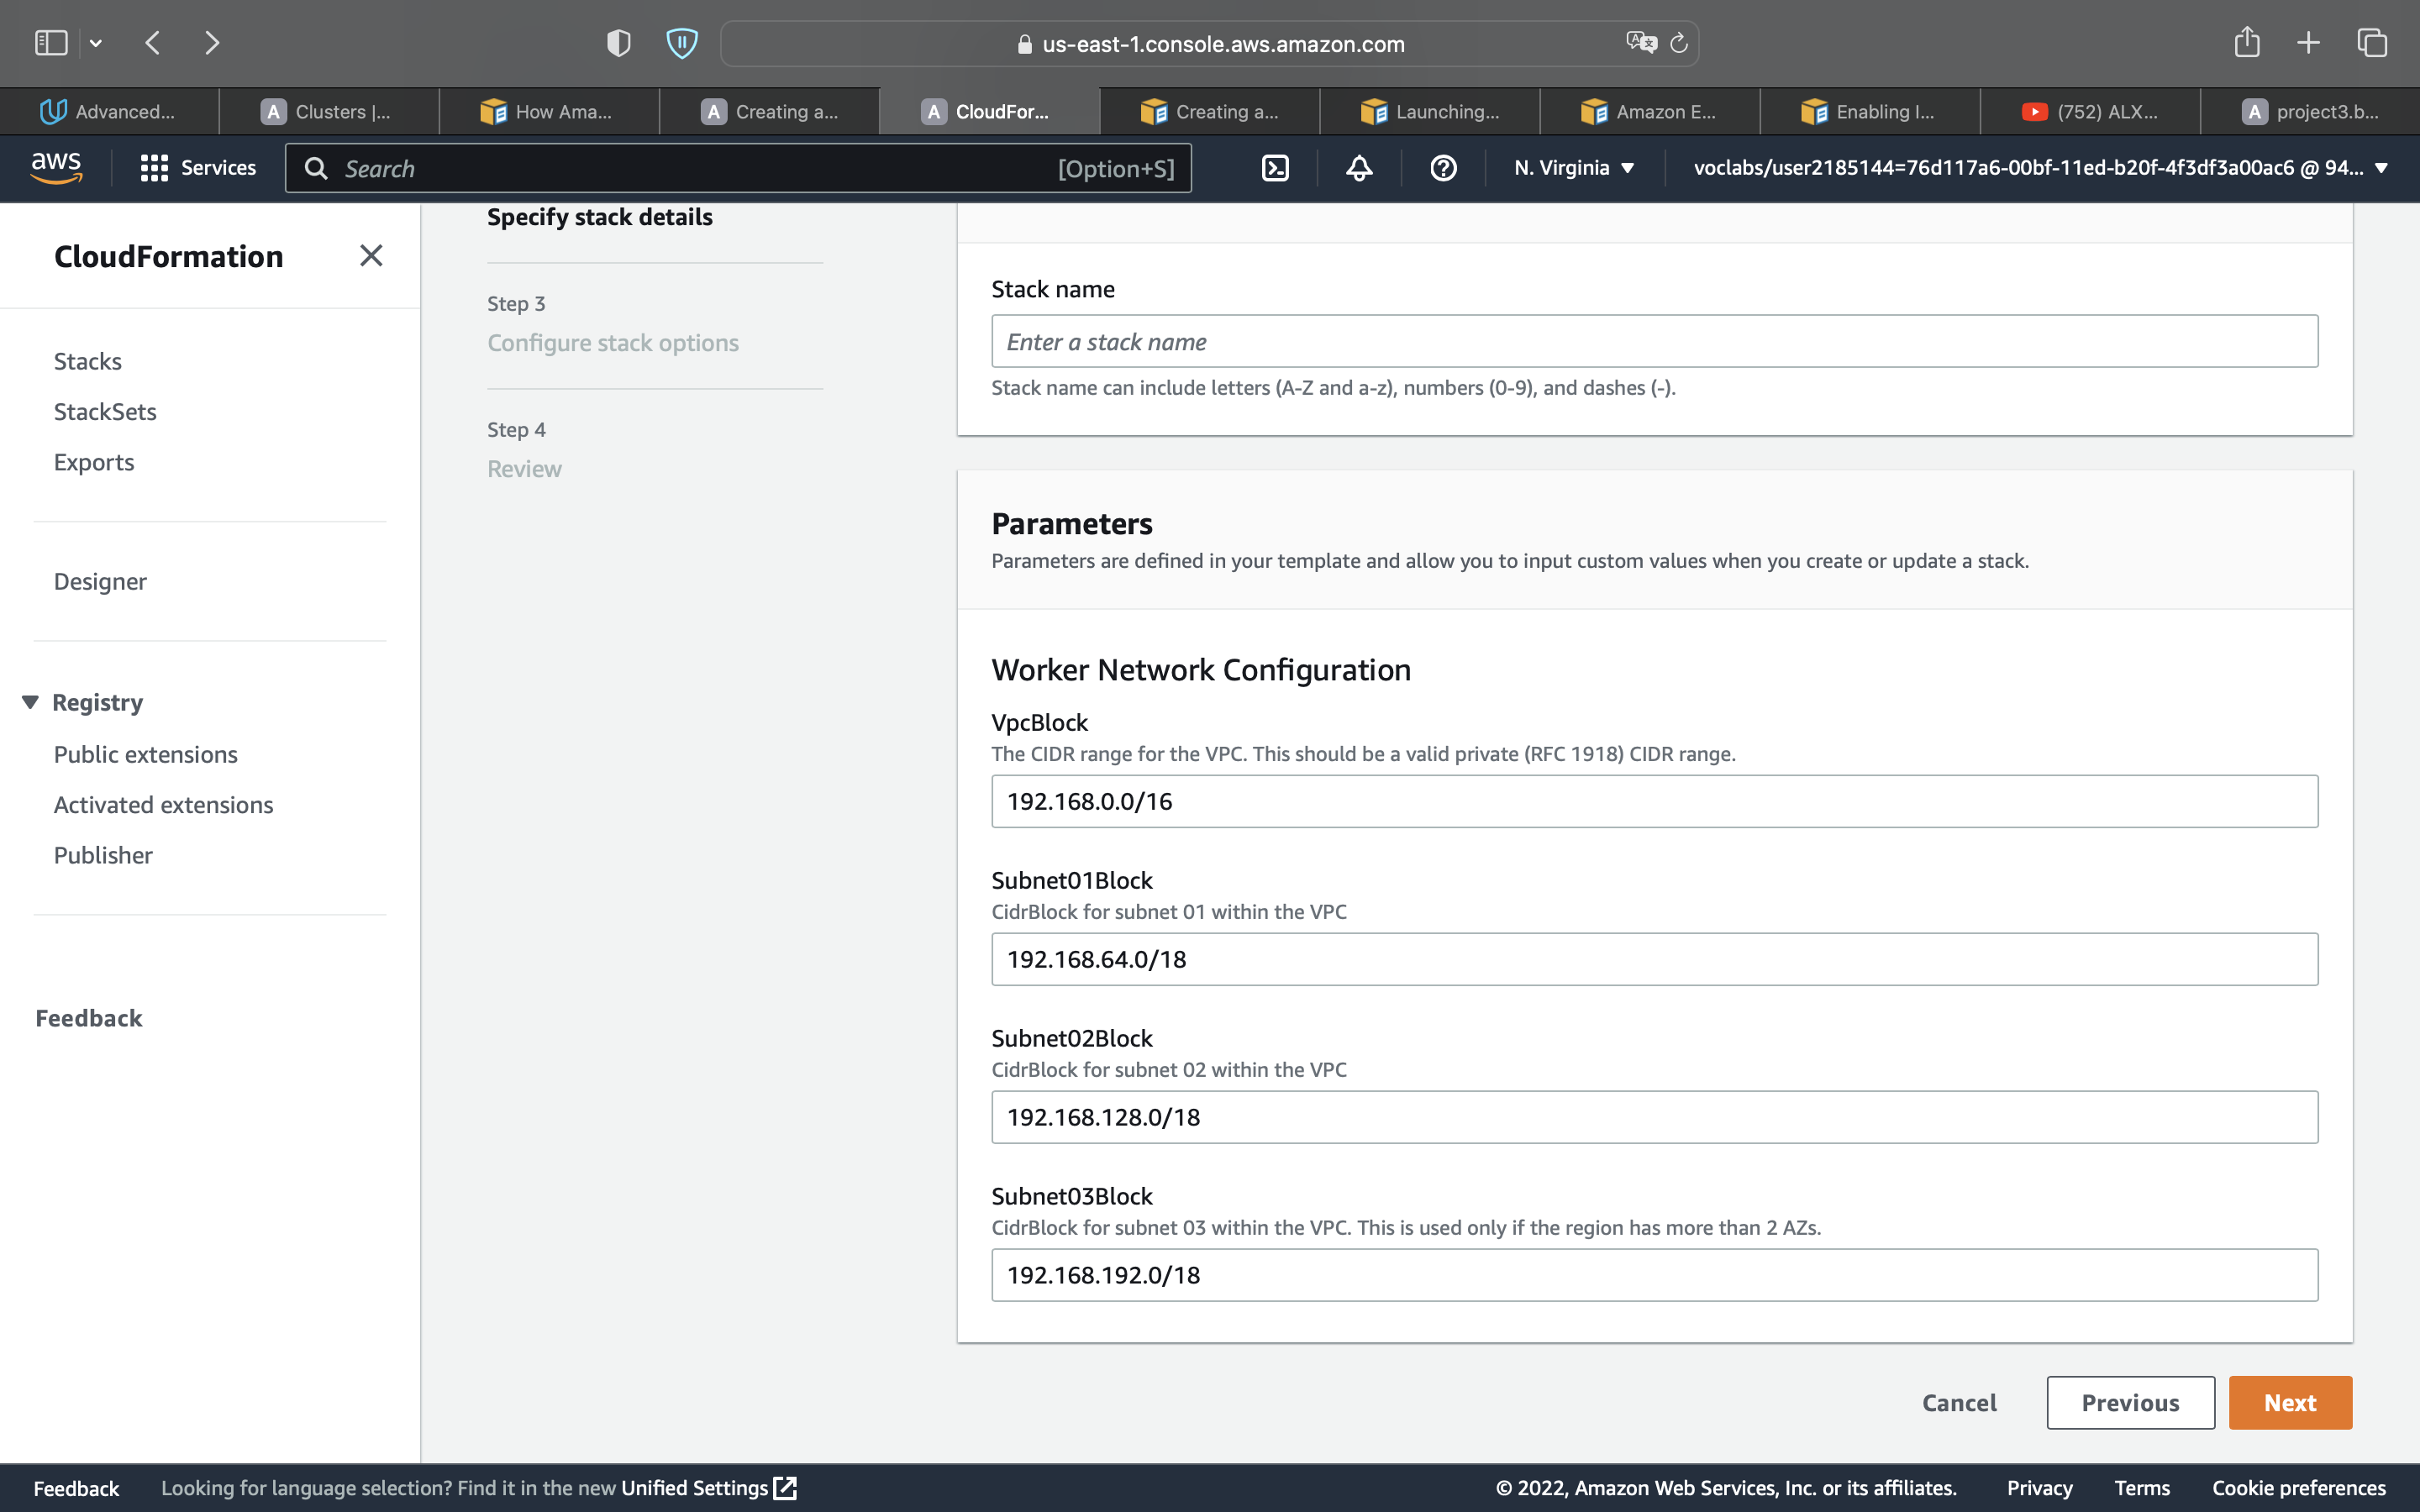 us-east-1.console.aws.amazon.com
Advanced...
Clusters |...
How Ama...
Creating a...
CloudFor...
Creating a...
Launching...
Amazon E...
Enabling I...
(752) ALX...
project3.b...
aws
Services
Search
[Option+S]
N. Virginia
voclabs/user2185144=76d117a6-00bf-11ed-b20f-4f3df3a00ac6 @ 94...
CloudFormation
Stacks
StackSets
Exports
Designer
Registry
Public extensions
Activated extensions
Publisher
Feedback
Specify stack details
Step 3
Configure stack options
Step 4
Review
Stack name
Enter a stack name
Stack name can include letters (A-Z and a-z), numbers (0-9), and dashes (-).
Parameters
Parameters are defined in your template and allow you to input custom values when you create or update a stack.
Worker Network Configuration
VpcBlock
The CIDR range for the VPC. This should be a valid private (RFC 1918) CIDR range.
192.168.0.0/16
Subnet01Block
CidrBlock for subnet 01 within the VPC
192.168.64.0/18
Subnet02Block
CidrBlock for subnet 02 within the VPC
192.168.128.0/18
Subnet03Block
CidrBlock for subnet 03 within the VPC. This is used only if the region has more than 2 AZs.
192.168.192.0/18
Cancel
Previous
Next
Feedback
Looking for language selection? Find it in the new Unified Settings
© 2022, Amazon Web Services, Inc. or its affiliates.
Privacy
Terms
Cookie preferences